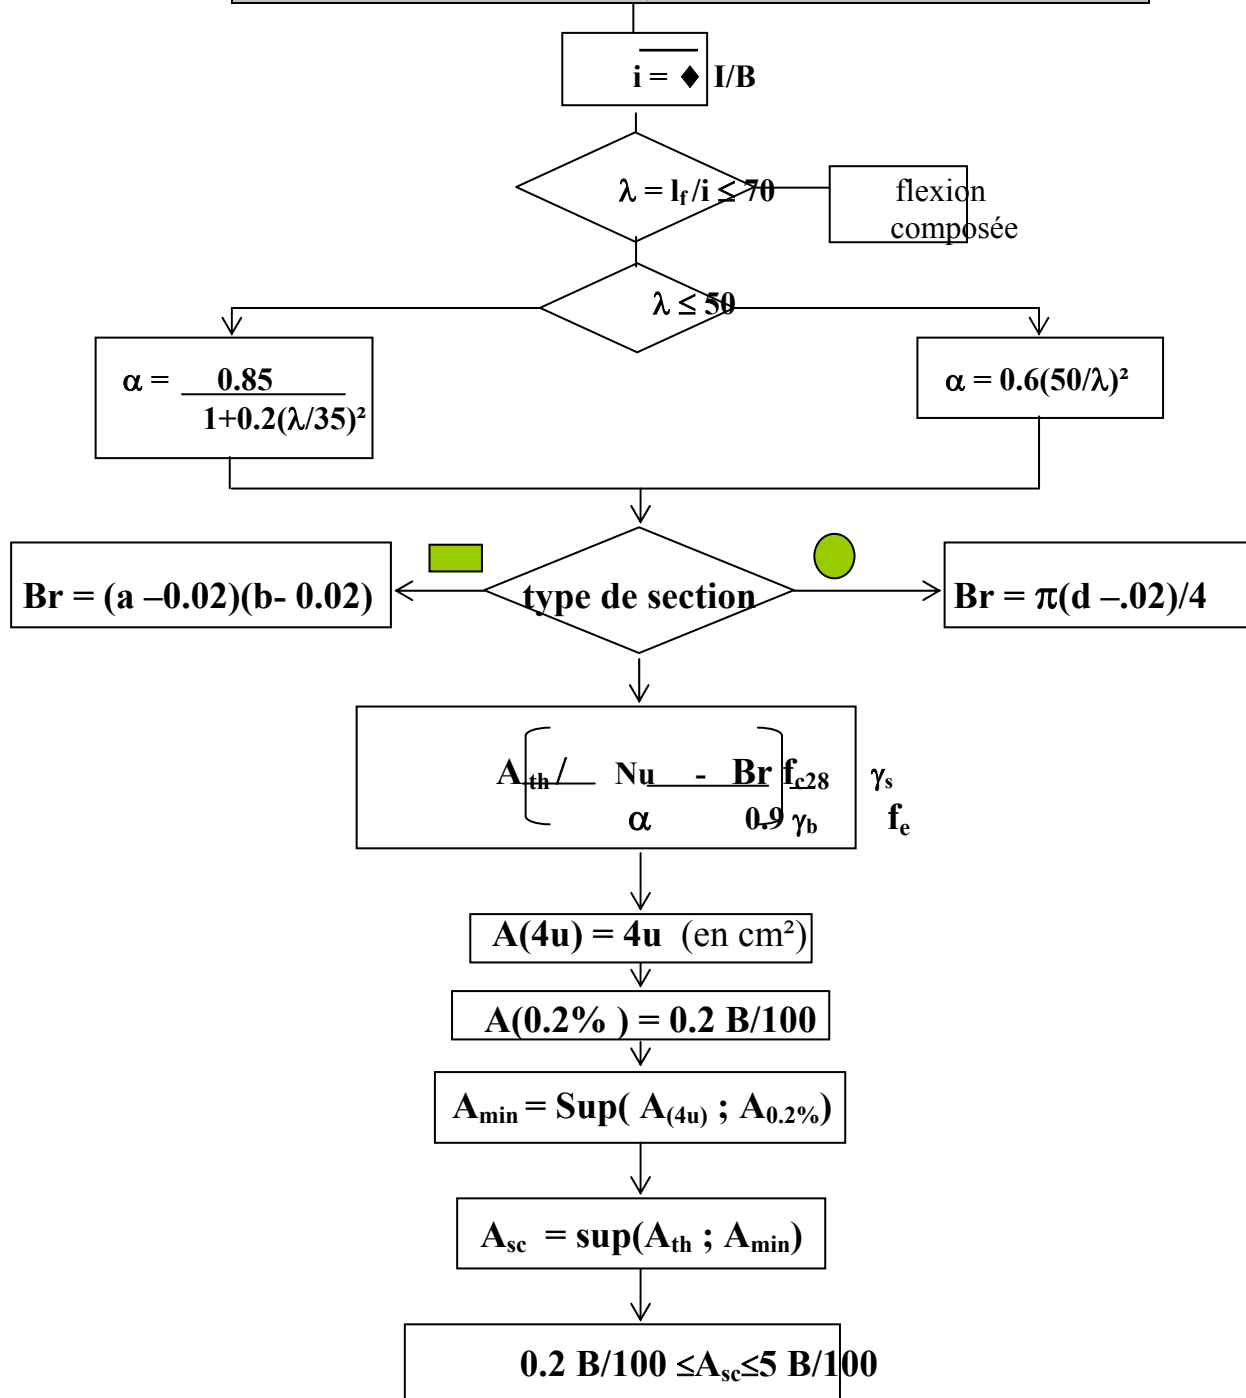 i = ♦ I/B
λ = lf /i ≤ 70
flexion
composée
λ ≤ 50
α = 0.85
1+0.2(λ/35)²
α = 0.6(50/λ)²
Br = (a –0.02)(b- 0.02)
type de section
Br = π(d –.02)/4
Ath / Nu - Br fc28 γs
α 0.9 γb fe
A(4u) = 4u (en cm²)
A(0.2% ) = 0.2 B/100
Amin = Sup( A(4u) ; A0.2%)
Asc = sup(Ath ; Amin)
0.2 B/100 ≤Asc≤5 B/100